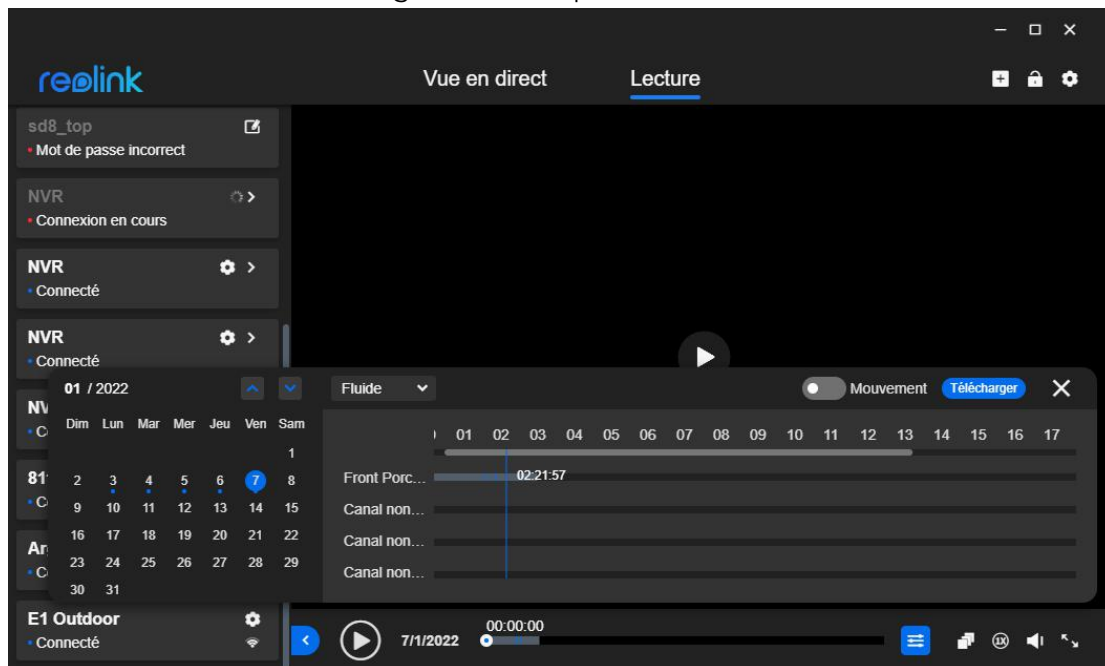 reolink
Vue en direct
Lecture
sd8_top
Mot de passe incorrect
NVR
Connexion en cours
NVR
Connecté
NVR
Connecté
01 / 2022
Fluide
Mouvement
Télécharger
Dim Lun Mar Mer Jeu Ven Sam
1
2 3 4 5 6 7 8
9 10 11 12 13 14 15
16 17 18 19 20 21 22
23 24 25 26 27 28 29
30 31
01 02 03 04 05 06 07 08 09 10 11 12 13 14 15 16 17
Front Porc...
02:21:57
Canal non...
Canal non...
Canal non...
E1 Outdoor
Connecté
7/1/2022
00:00:00
1X